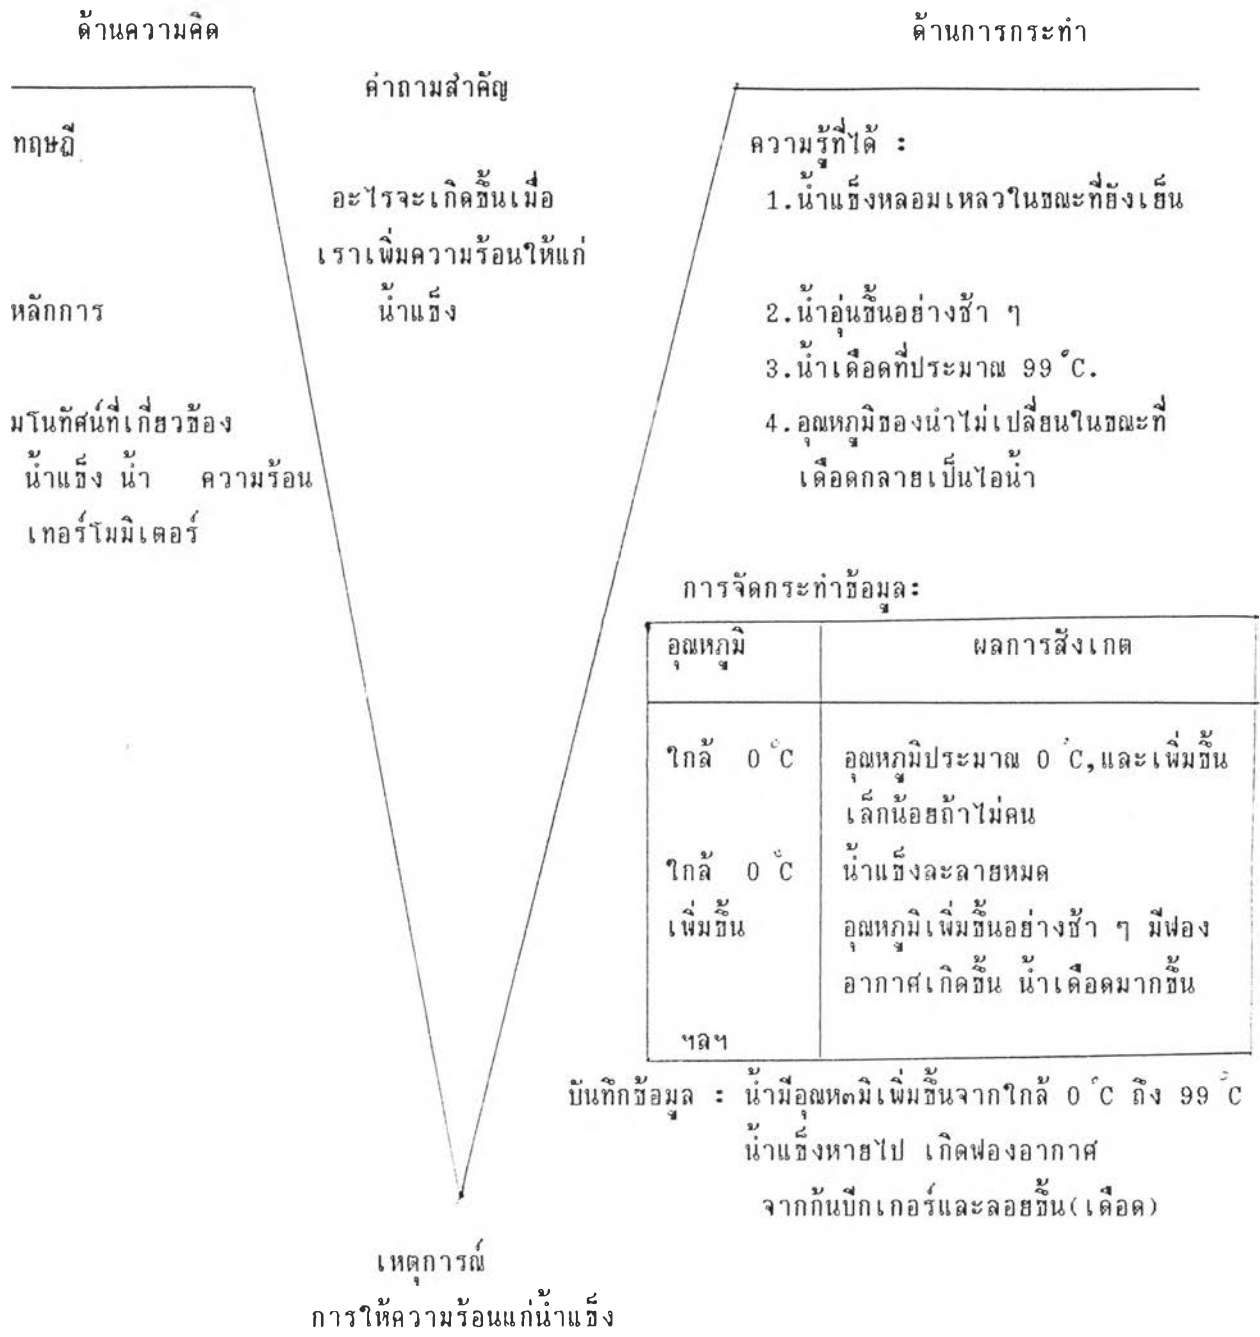 ด้านความคิด
ด้านการกระทำ
คำถามสำคัญ
ทฤษฎี
อะไรจะเกิดขึ้นเมื่อ
เราเพิ่มความร้อนให้แก่
น้ำแข็ง
หลักการ
มโนทัศน์ที่เกี่ยวข้อง
น้ำแข็ง น้ำ ความร้อน
เทอร์โมมิเตอร์
ความรู้ที่ได้ :
1.น้ำแข็งหลอมเหลวในขณะที่ยังเย็น
2.น้ำอุ่นขึ้นอย่างช้า ๆ
3.น้ำเดือดที่ประมาณ 99 °C.
4.อุณหภูมิของนำไม่เปลี่ยนในขณะที่
เดือดกลายเป็นไอน้ำ
การจัดกระทำข้อมูล:
อุณหภูมิ ผลการสังเกต
ใกล้ 0 °C อุณหภูมิประมาณ 0 °C,และเพิ่มขึ้น
เล็กน้อยถ้าไม่คน
ใกล้ 0 °C น้ำแข็งละลายหมด
เพิ่มขึ้น อุณหภูมิเพิ่มขึ้นอย่างช้า ๆ มีฟอง
อากาศเกิดขึ้น น้ำเดือดมากขึ้น
ฯลฯ
บันทึกข้อมูล : น้ำมีอุณห๓มิเพิ่มขึ้นจากใกล้ 0 °C ถึง 99 °C
น้ำแข็งหายไป เกิดฟองอากาศ
จากก้นบีกเกอร์และลอยขึ้น(เดือด)
เหตุการณ์
การให้ความร้อนแก่น้ำแข็ง